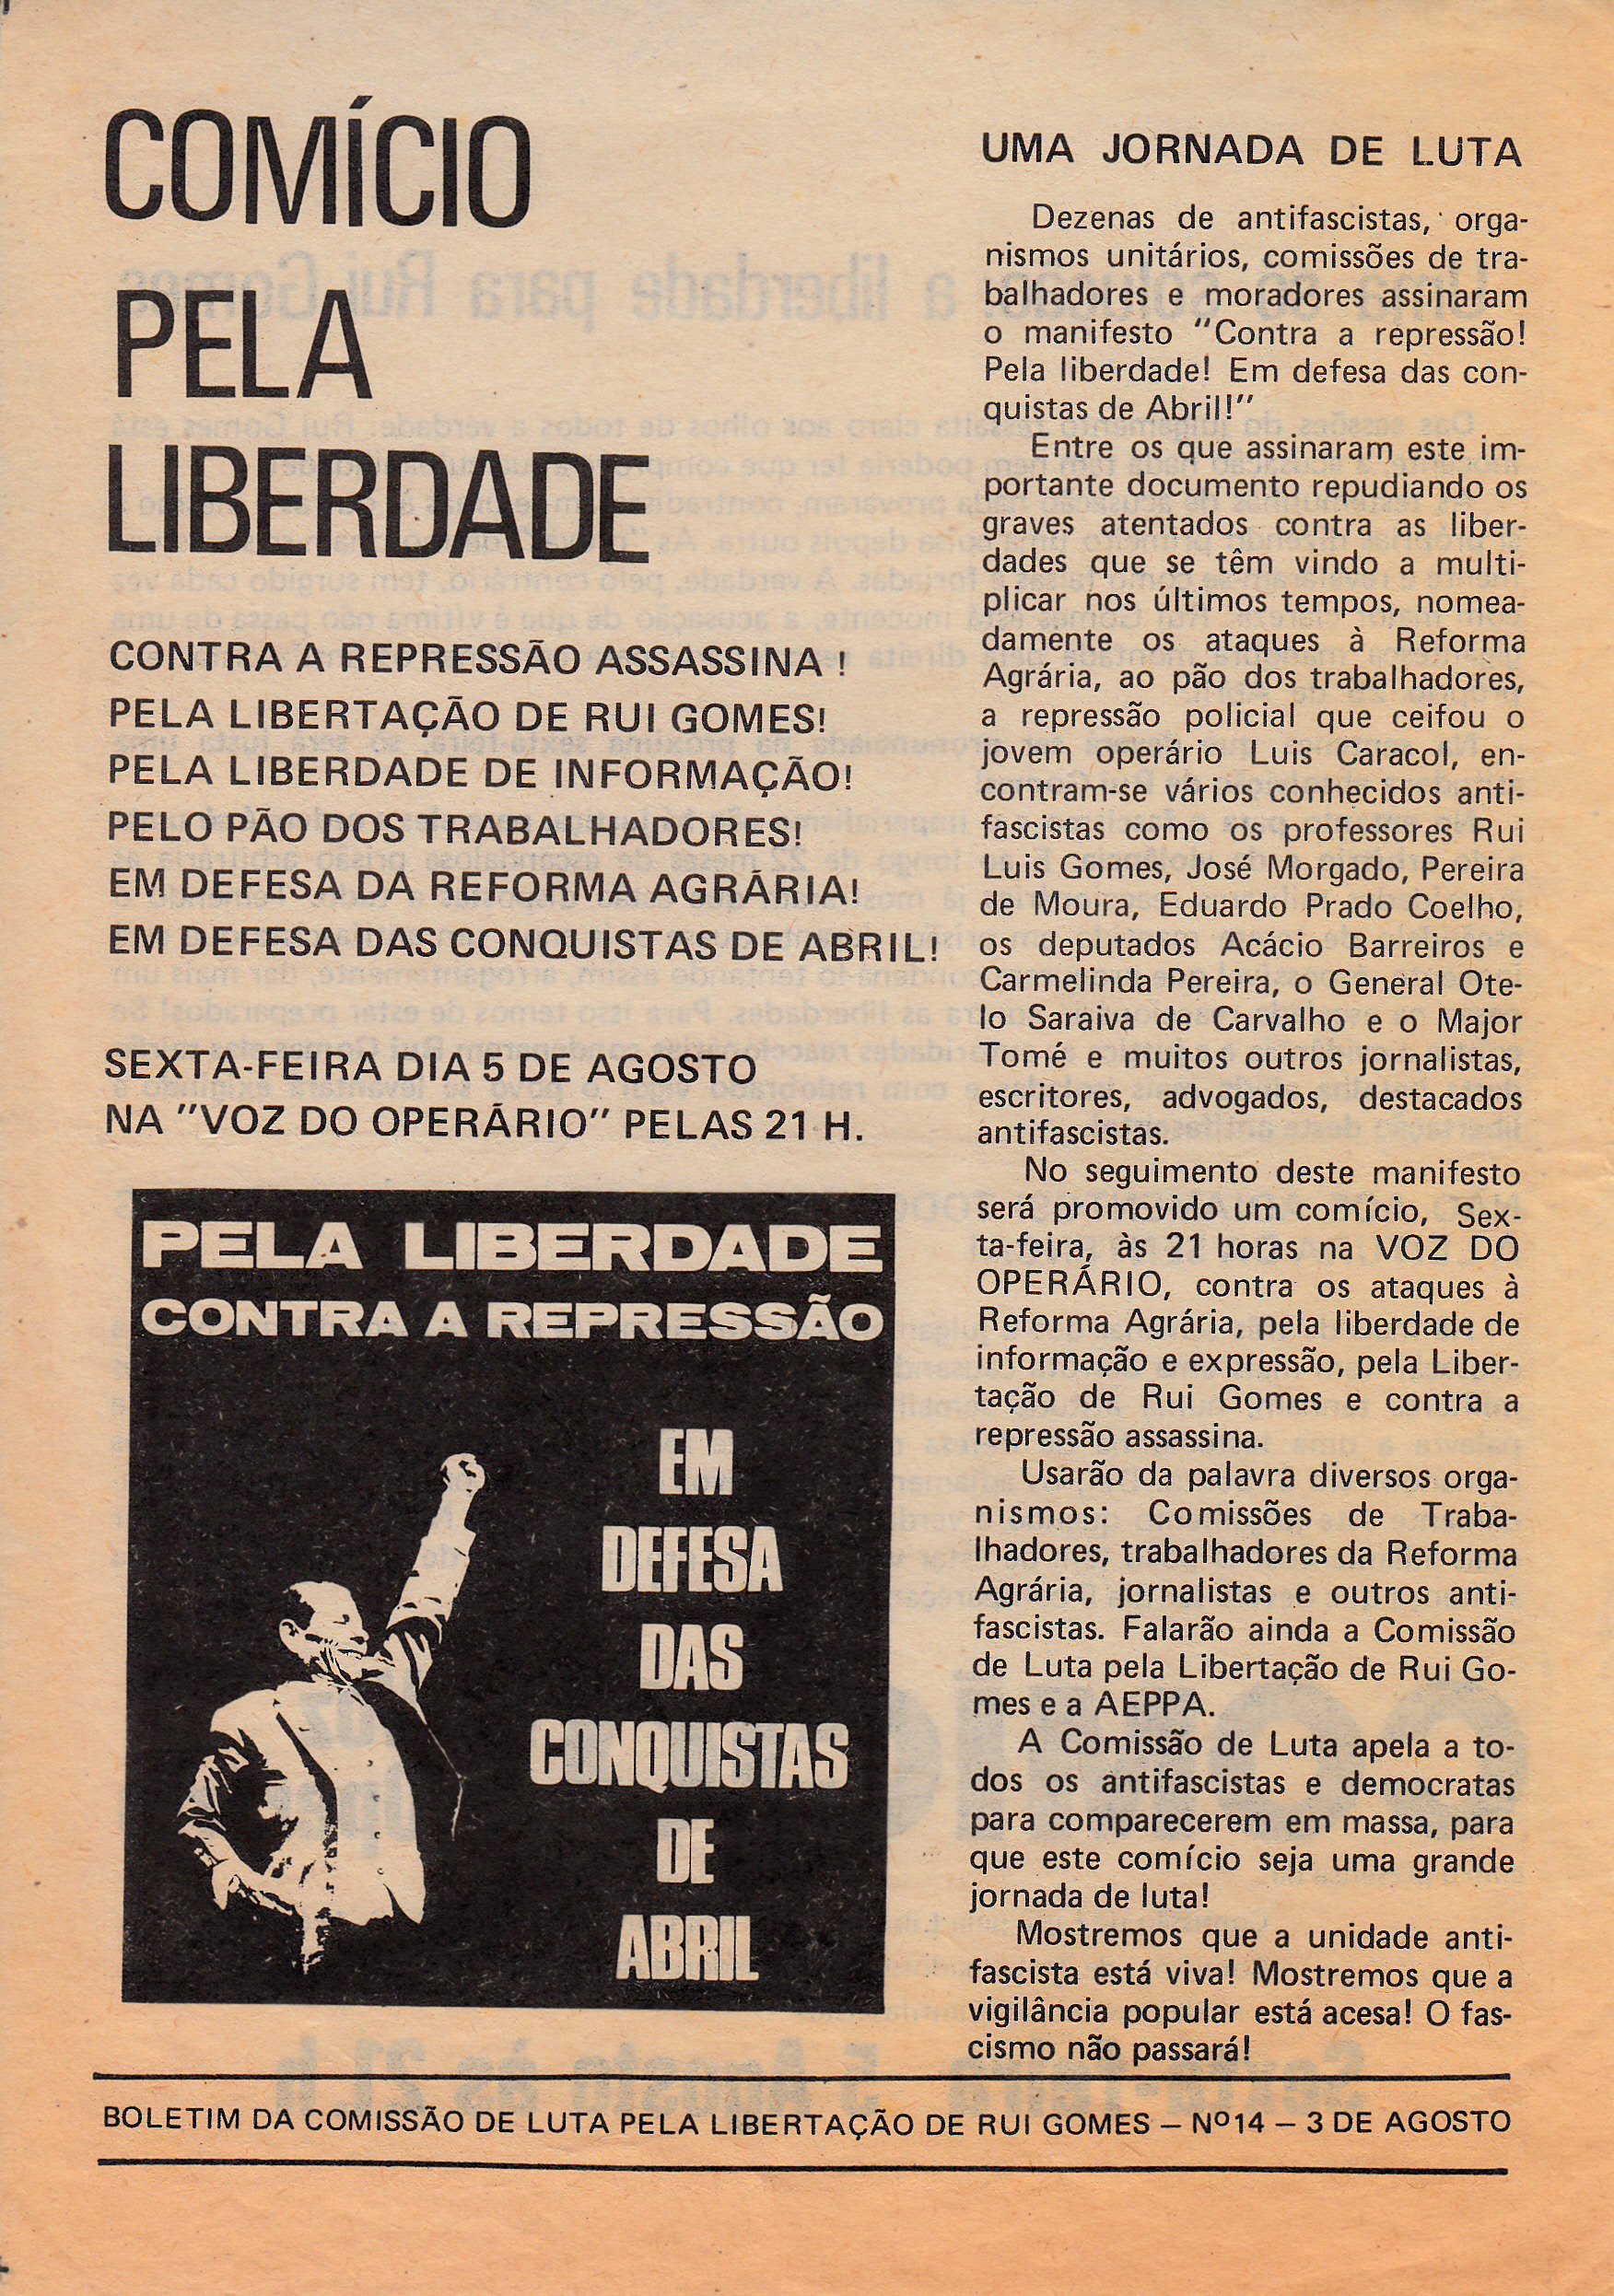 COMÍCIO
PELA
LIBERDADE
CONTRA A REPRESSÃO ASSASSINA !
PELA LIBERTAÇÃO DE RUI GOMES!
PELA LIBERDADE DE INFORMAÇÃO!
PELO PÃO DOS TRABALHADORES!
EM DEFESA DA REFORMA AGRÁRIA!
EM DEFESA DAS CONQUISTAS DE ABRIL!
SEXTA-FEIRA DIA 5 DE AGOSTO
NA "VOZ DO OPERÁRIO" PELAS 21 H.
PELA LIBERDADE
CONTRA A REPRESSÃO
EM
DEFESA
DAS
CONQUISTAS
DE
ABRIL
UMA JORNADA DE LUTA
Dezenas de antifascistas, orga-
nismos unitários, comissões de tra-
balhadores e moradores assinaram
o manifesto "Contra a repressão!
Pela liberdade! Em defesa das con-
quistas de Abril!"
Entre os que assinaram este im-
portante documento repudiando os
graves atentados contra as liber-
dades que se têm vindo a multi-
plicar nos últimos tempos, nomea-
damente os ataques à Reforma
Agrária, ao pão dos trabalhadores,
a repressão policial que ceifou o
jovem operário Luis Caracol, en-
contram-se vários conhecidos anti-
fascistas como os professores Rui
Luis Gomes, José Morgado, Pereira
de Moura, Eduardo Prado Coelho,
os deputados Acácio Barreiros e
Carmelinda Pereira, o General Ote-
lo Saraiva de Carvalho e o Major
Tomé e muitos outros jornalistas,
escritores, advogados, destacados
antifascistas.
No seguimento deste manifesto
será promovido um comício, Sex-
ta-feira, às 21 horas na VOZ DO
OPERÁRIO, contra os ataques à
Reforma Agrária, pela liberdade de
informação e expressão, pela Liber-
tação de Rui Gomes e contra a
repressão assassina.
Usarão da palavra diversos orga-
nismos: Comissões de Traba-
lhadores, trabalhadores da Reforma
Agrária, jornalistas e outros anti-
fascistas. Falarão ainda a Comissão
de Luta pela Libertação de Rui Go-
mes e a AEPPA.
A Comissão de Luta apela a to-
dos os antifascistas e democratas
para comparecerem em massa, para
que este comício seja uma grande
jornada de luta!
Mostremos que a unidade anti-
fascista está viva! Mostremos que a
vigilância popular está acesa! O fas-
cismo não passará!
BOLETIM DA COMISSÃO DE LUTA PELA LIBERTAÇÃO DE RUI GOMES – Nº14 – 3 DE AGOSTO